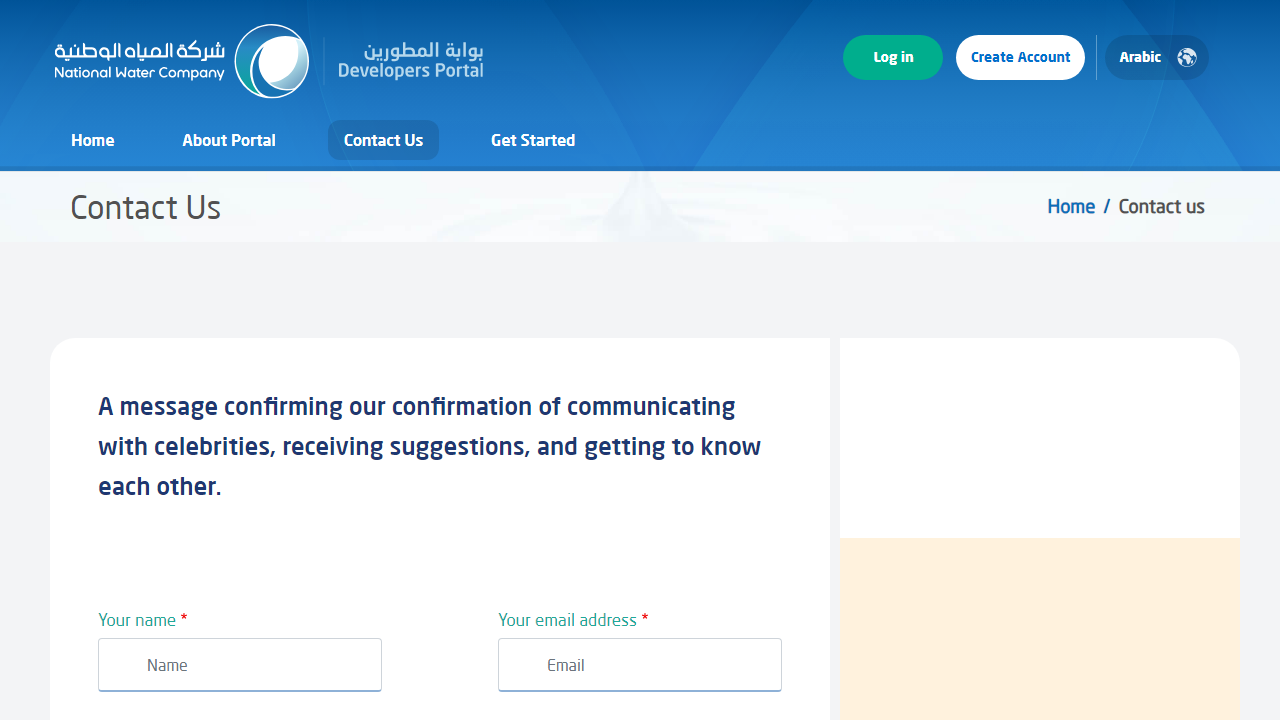 شركة المياه الوطنية
National Water Company
بوابة المطورين
Developers Portal
Log in
Create Account
Arabic
Home
About Portal
Contact Us
Get Started
Contact Us
Home / Contact us
A message confirming our confirmation of communicating
with celebrities, receiving suggestions, and getting to know
each other.
Your name *
Your email address *
Name
Email